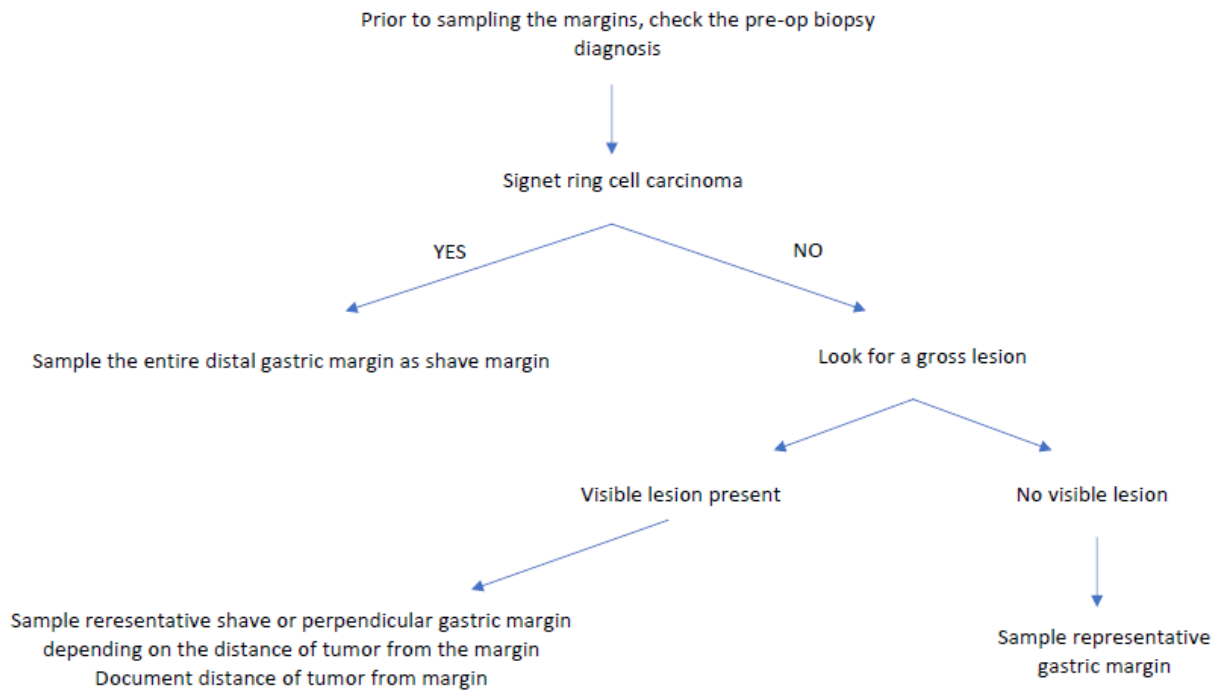 Prior to sampling the margins, check the pre-op biopsy
diagnosis
Signet ring cell carcinoma
YES
NO
Sample the entire distal gastric margin as shave margin
Look for a gross lesion
Visible lesion present
No visible lesion
Sample reresentative shave or perpendicular gastric margin
depending on the distance of tumor from the margin
Document distance of tumor from margin
Sample representative
gastric margin